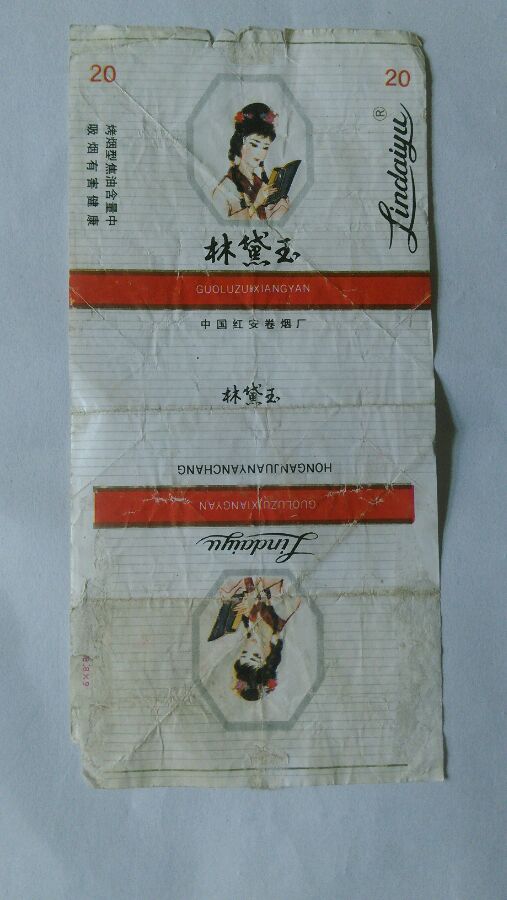 20
20
烤烟型焦油含量中
吸烟有害健康
Lindaiyu
®
林黛玉
GUOLUZUIXIANGYAN
中国红安卷烟厂
林黛玉
HONGANJUANYANCHANG
GUOLUZUIXIANGYAN
Lindaiyu